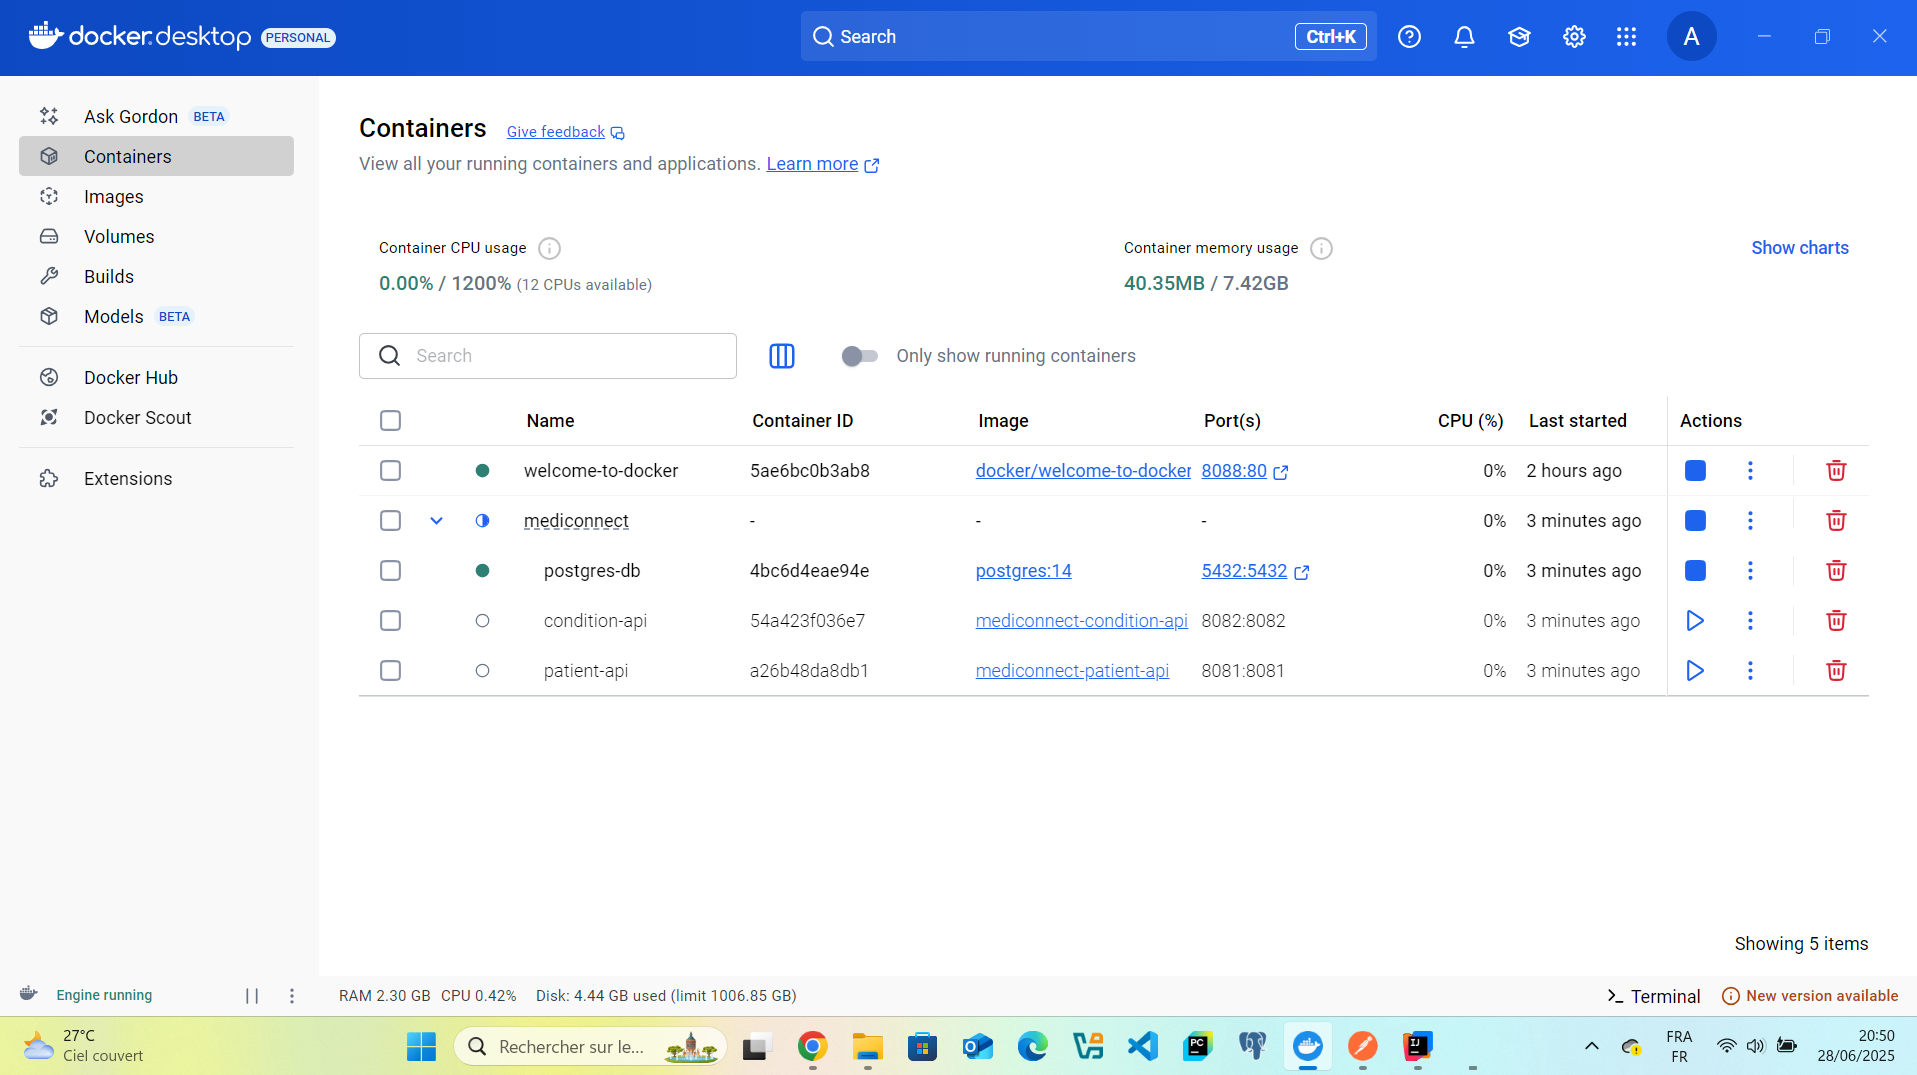 docker.desktop PERSONAL
Search Ctrl+K
A
Ask Gordon BETA
Containers
Images
Volumes
Builds
Models BETA
Docker Hub
Docker Scout
Extensions
Containers Give feedback
View all your running containers and applications. Learn more
Container CPU usage
0.00% / 1200% (12 CPUs available)
Container memory usage
40.35MB / 7.42GB
Show charts
Search
Only show running containers
Name Container ID Image Port(s) CPU (%) Last started Actions
welcome-to-docker 5ae6bc0b3ab8 docker/welcome-to-docker 8088:80 0% 2 hours ago
mediconnect - - - 0% 3 minutes ago
postgres-db 4bc6d4eae94e postgres:14 5432:5432 0% 3 minutes ago
condition-api 54a423f036e7 mediconnect-condition-api 8082:8082 0% 3 minutes ago
patient-api a26b48da8db1 mediconnect-patient-api 8081:8081 0% 3 minutes ago
Showing 5 items
Engine running
RAM 2.30 GB CPU 0.42% Disk: 4.44 GB used (limit 1006.85 GB)
Terminal
New version available
27°C
Ciel couvert
Rechercher sur le...
PC
IJ
FRA
FR
20:50
28/06/2025